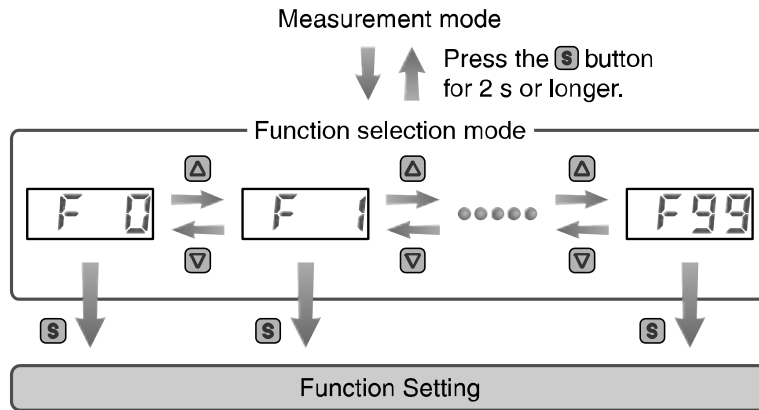 Measurement mode
Press the S button
for 2 s or longer.
Function selection mode
F 0
F 1
F99
S
S
S
Function Setting